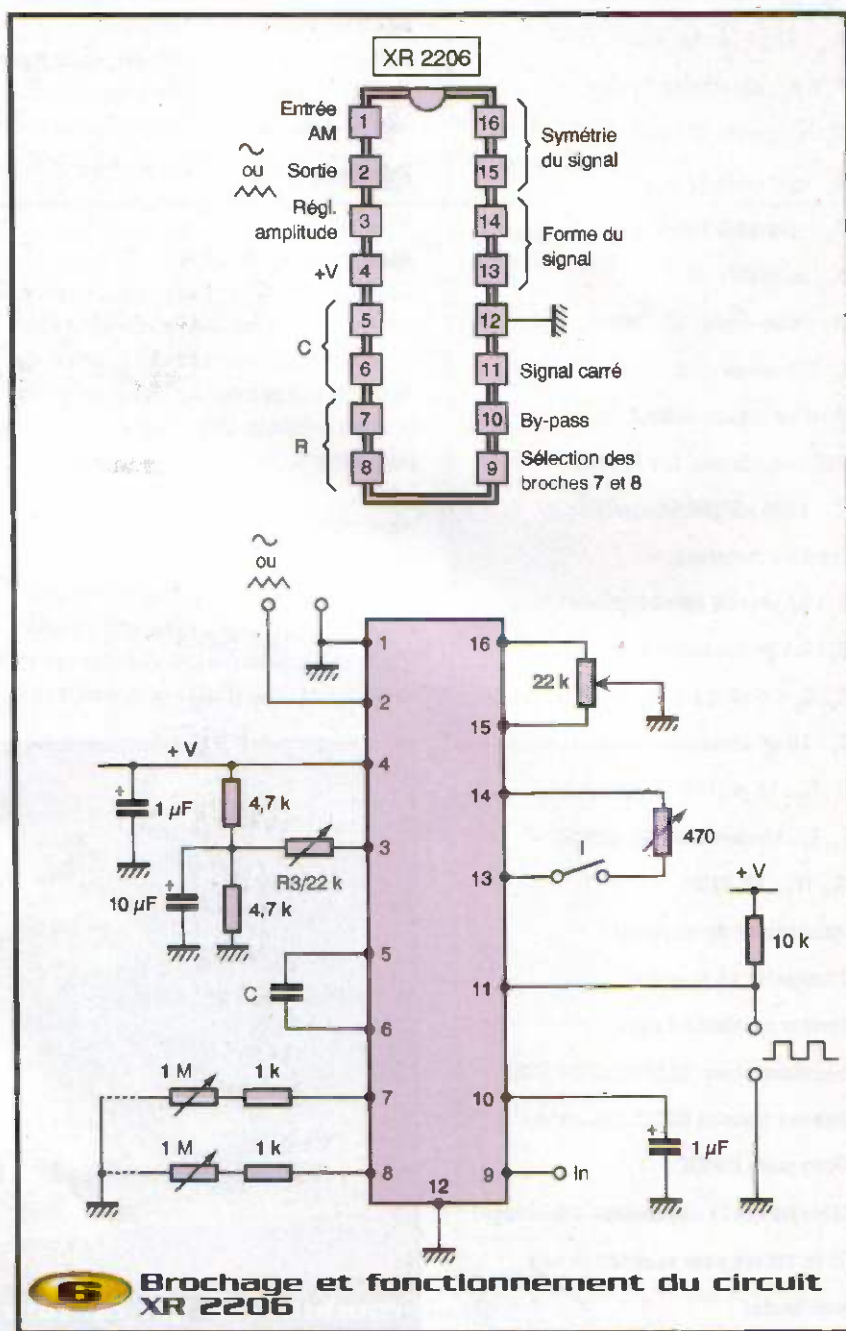 XR 2206
Entrée
AM
1
16
Symétrie
du signal
ou
Sortie
2
15
Régl.
amplitude
3
14
Forme du
signal
+V
4
13
C
5
12
6
11
Signal carré
R
7
10
By-pass
8
9
Sélection des
broches 7 et 8
ou
1
16
22 k
2
15
+ V
4
14
+
1 µF
4,7 k
470
3
13
I
+ V
R3/22 k
+
10 µF
4,7 k
10 k
5
11
C
6
1 M
1 k
7
10
+
1 µF
1 M
1 k
8
9
In
12
6 Brochage et fonctionnement du circuit
XR 2206